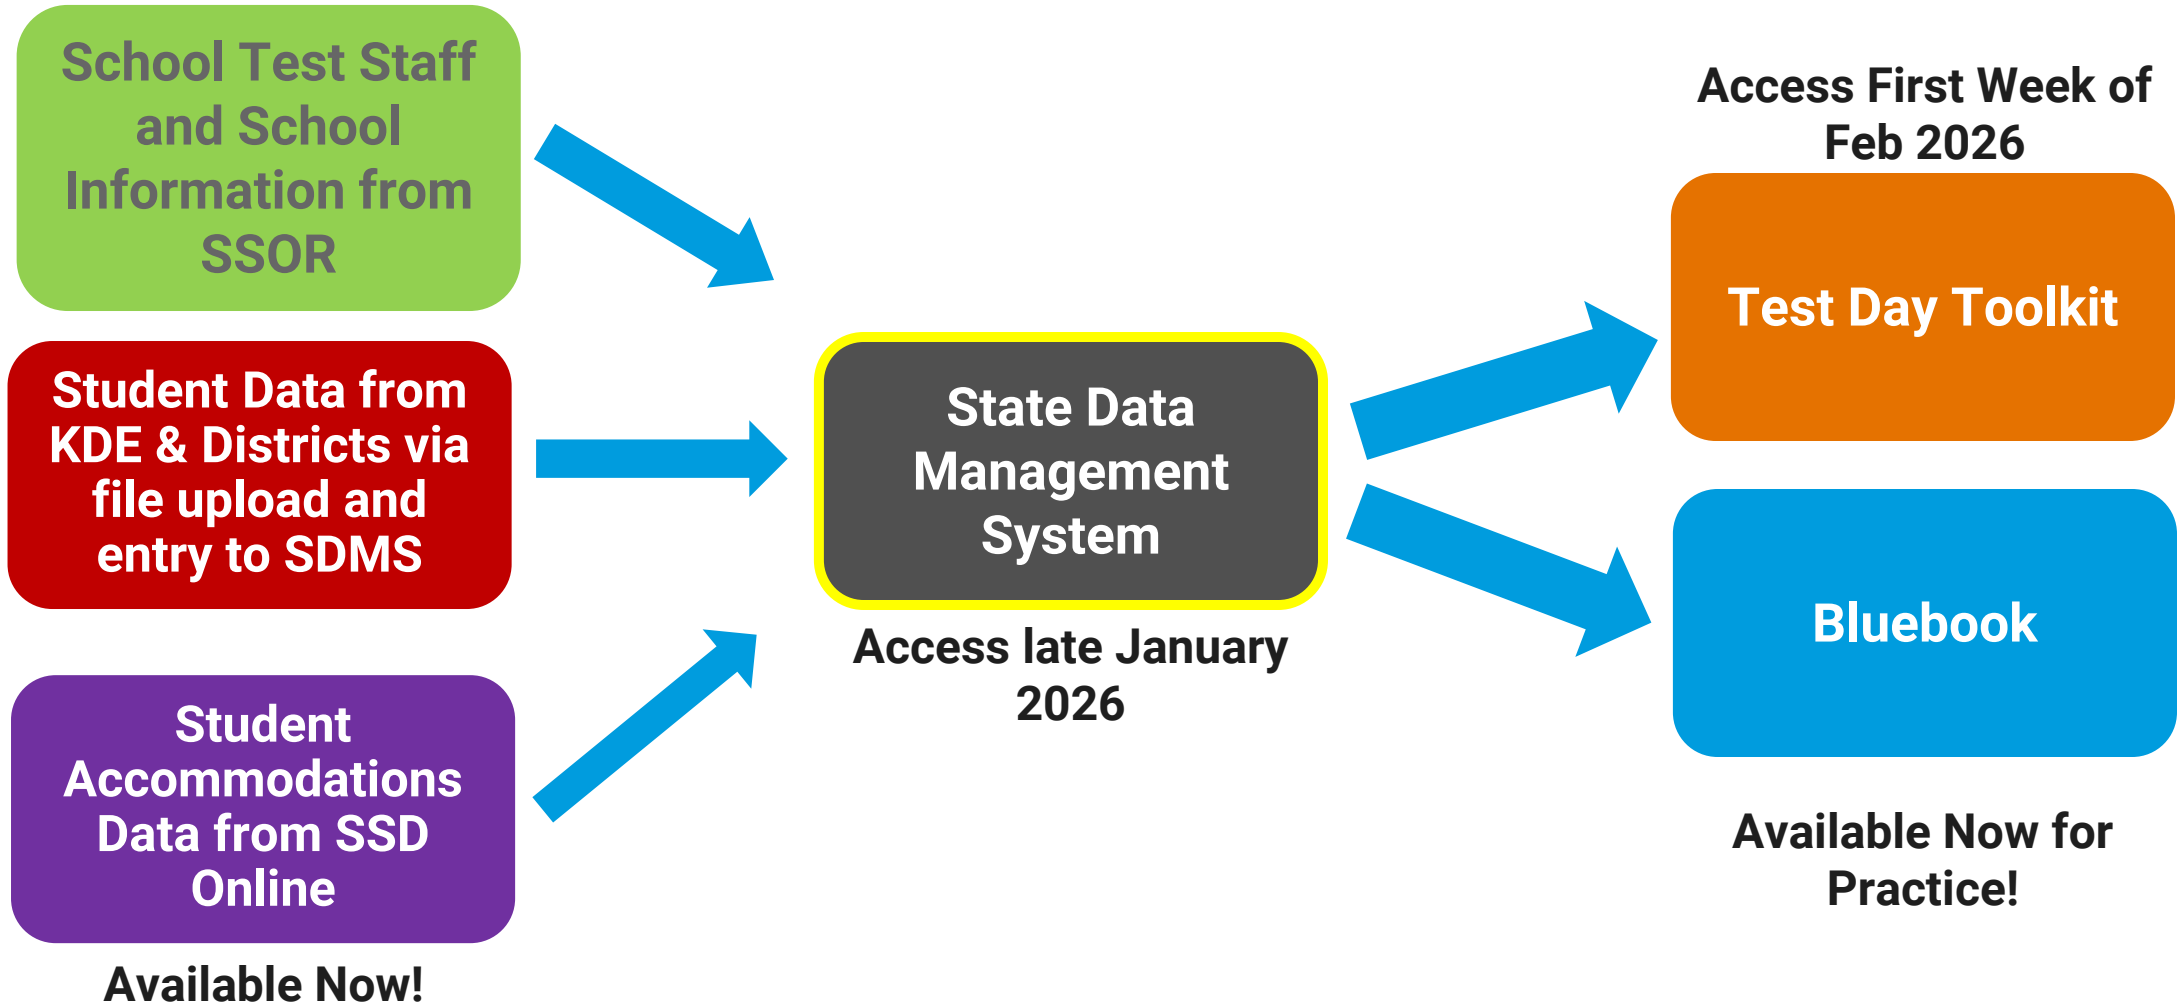 School Test Staff
and School
Information from
SSOR
Student Data from
KDE & Districts via
file upload and
entry to SDMS
Student
Accommodations
Data from SSD
Online
Available Now!
State Data
Management
System
Access late January
2026
Access First Week of
Feb 2026
Test Day Toolkit
Bluebook
Available Now for
Practice!